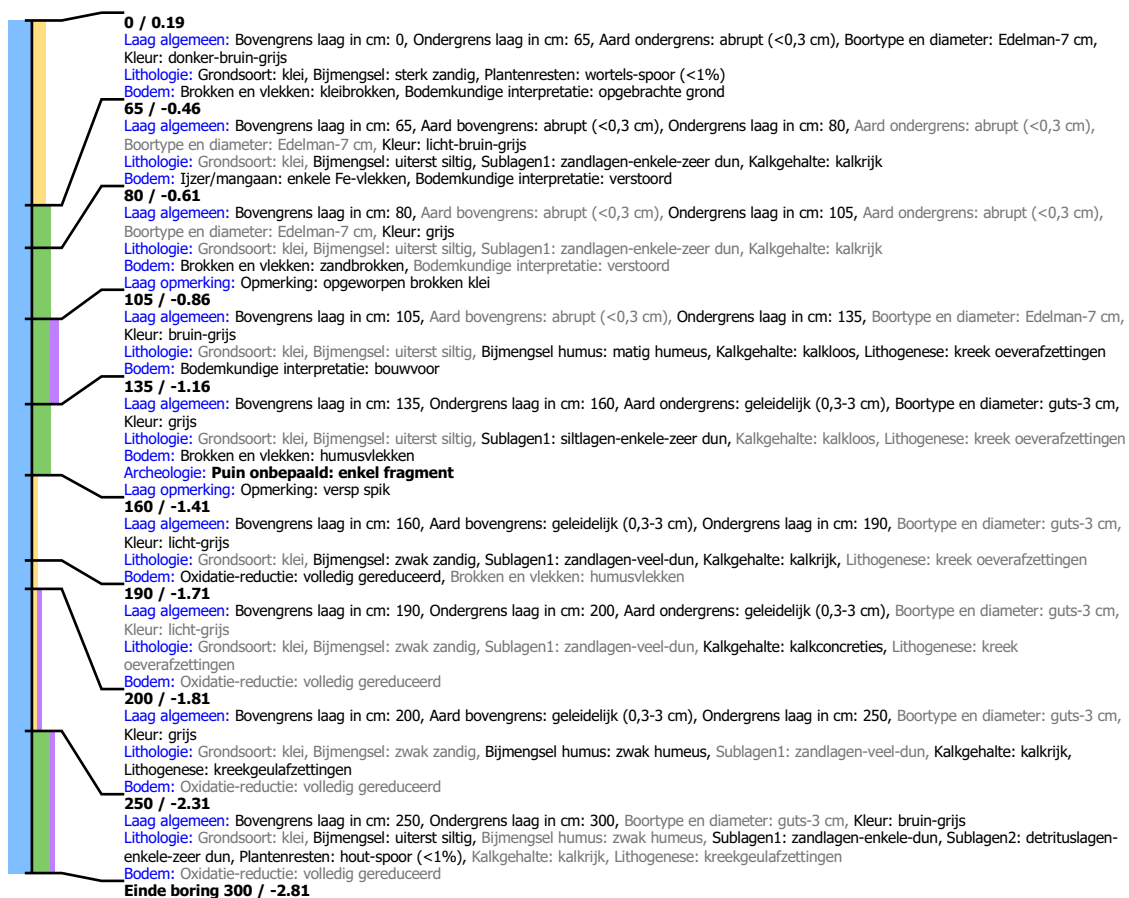 0 / 0.19
Laag algemeen: Bovengrens laag in cm: 0, Ondergrens laag in cm: 65, Aard ondergrens: abrupt (<0,3 cm), Boortype en diameter: Edelman-7 cm,
Kleur: donker-bruin-grijs
Lithologie: Grondsoort: klei, Bijmengsel: sterk zandig, Plantenresten: wortels-spoor (<1%)
Bodem: Brokken en vlekken: kleibrokken, Bodemkundige interpretatie: opgebrachte grond
65 / -0.46
Laag algemeen: Bovengrens laag in cm: 65, Aard bovengrens: abrupt (<0,3 cm), Ondergrens laag in cm: 80, Aard ondergrens: abrupt (<0,3 cm),
Boortype en diameter: Edelman-7 cm, Kleur: licht-bruin-grijs
Lithologie: Grondsoort: klei, Bijmengsel: uiterst siltig, Sublagen1: zandlagen-enkele-zeer dun, Kalkgehalte: kalkrijk
Bodem: Ijzer/mangaan: enkele Fe-vlekken, Bodemkundige interpretatie: verstoord
80 / -0.61
Laag algemeen: Bovengrens laag in cm: 80, Aard bovengrens: abrupt (<0,3 cm), Ondergrens laag in cm: 105, Aard ondergrens: abrupt (<0,3 cm),
Boortype en diameter: Edelman-7 cm, Kleur: grijs
Lithologie: Grondsoort: klei, Bijmengsel: uiterst siltig, Sublagen1: zandlagen-enkele-zeer dun, Kalkgehalte: kalkrijk
Bodem: Brokken en vlekken: zandbrokken, Bodemkundige interpretatie: verstoord
Laag opmerking: Opmerking: opgeworpen brokken klei
105 / -0.86
Laag algemeen: Bovengrens laag in cm: 105, Aard bovengrens: abrupt (<0,3 cm), Ondergrens laag in cm: 135, Boortype en diameter: Edelman-7 cm,
Kleur: bruin-grijs
Lithologie: Grondsoort: klei, Bijmengsel: uiterst siltig, Bijmengsel humus: matig humeus, Kalkgehalte: kalkloos, Lithogenese: kreek oeverafzettingen
Bodem: Bodemkundige interpretatie: bouwvoor
135 / -1.16
Laag algemeen: Bovengrens laag in cm: 135, Ondergrens laag in cm: 160, Aard ondergrens: geleidelijk (0,3-3 cm), Boortype en diameter: guts-3 cm,
Kleur: grijs
Lithologie: Grondsoort: klei, Bijmengsel: uiterst siltig, Sublagen1: siltlagen-enkele-zeer dun, Kalkgehalte: kalkloos, Lithogenese: kreek oeverafzettingen
Bodem: Brokken en vlekken: humusvlekken
Archeologie: Puin onbepaald: enkel fragment
Laag opmerking: Opmerking: versp spik
160 / -1.41
Laag algemeen: Bovengrens laag in cm: 160, Aard bovengrens: geleidelijk (0,3-3 cm), Ondergrens laag in cm: 190, Boortype en diameter: guts-3 cm,
Kleur: licht-grijs
Lithologie: Grondsoort: klei, Bijmengsel: zwak zandig, Sublagen1: zandlagen-veel-dun, Kalkgehalte: kalkrijk, Lithogenese: kreek oeverafzettingen
Bodem: Oxidatie-reductie: volledig gereduceerd, Brokken en vlekken: humusvlekken
190 / -1.71
Laag algemeen: Bovengrens laag in cm: 190, Ondergrens laag in cm: 200, Aard ondergrens: geleidelijk (0,3-3 cm), Boortype en diameter: guts-3 cm,
Kleur: licht-grijs
Lithologie: Grondsoort: klei, Bijmengsel: zwak zandig, Sublagen1: zandlagen-veel-dun, Kalkgehalte: kalkconcreties, Lithogenese: kreek
oeverafzettingen
Bodem: Oxidatie-reductie: volledig gereduceerd
200 / -1.81
Laag algemeen: Bovengrens laag in cm: 200, Aard bovengrens: geleidelijk (0,3-3 cm), Ondergrens laag in cm: 250, Boortype en diameter: guts-3 cm,
Kleur: grijs
Lithologie: Grondsoort: klei, Bijmengsel: zwak zandig, Bijmengsel humus: zwak humeus, Sublagen1: zandlagen-veel-dun, Kalkgehalte: kalkrijk,
Lithogenese: kreekgeulafzettingen
Bodem: Oxidatie-reductie: volledig gereduceerd
250 / -2.31
Laag algemeen: Bovengrens laag in cm: 250, Ondergrens laag in cm: 300, Boortype en diameter: guts-3 cm, Kleur: bruin-grijs
Lithologie: Grondsoort: klei, Bijmengsel: uiterst siltig, Bijmengsel humus: zwak humeus, Sublagen1: zandlagen-enkele-dun, Sublagen2: detrituslagen-
enkele-zeer dun, Plantenresten: hout-spoor (<1%), Kalkgehalte: kalkrijk, Lithogenese: kreekgeulafzettingen
Bodem: Oxidatie-reductie: volledig gereduceerd
Einde boring 300 / -2.81